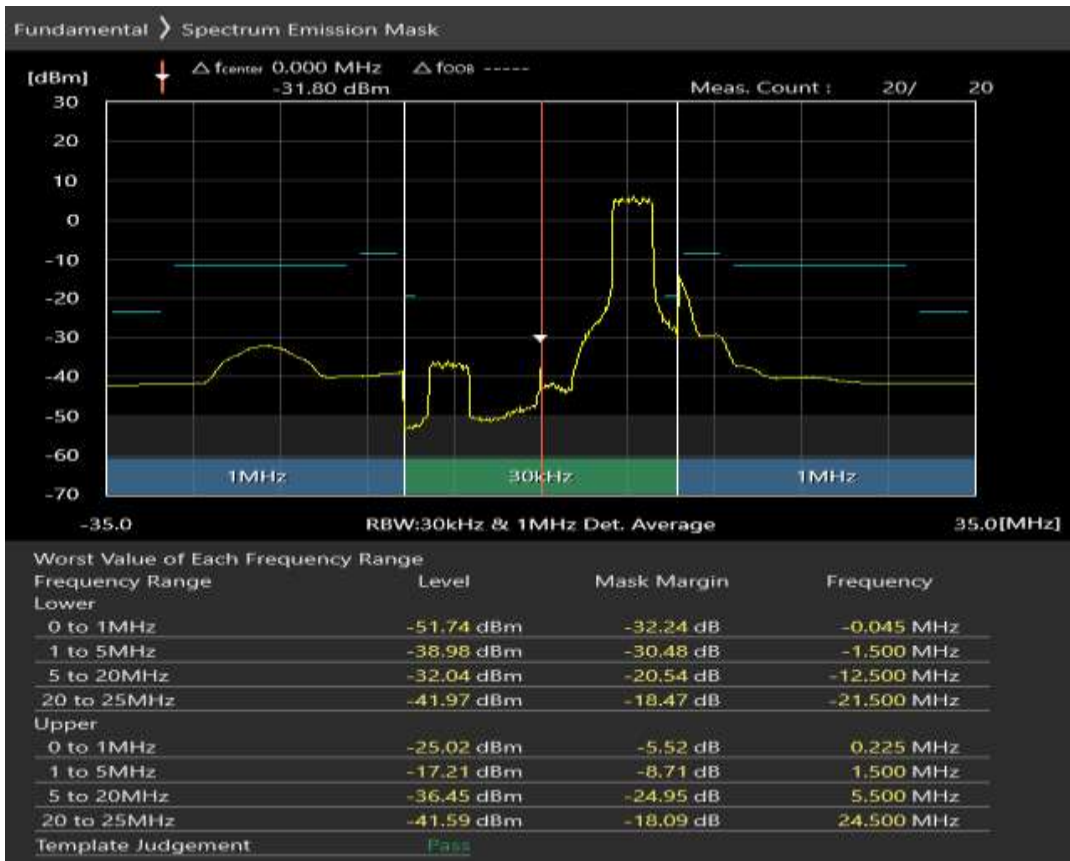 Fundamental 》 Spectrum Emission Mask
[dBm] △ fcenter 0.000 MHz △ fOOB -----
-31.80 dBm Meas. Count : 20/ 20
30
20
10
0
-10
-20
-30
-40
-50
-60
-70
1MHz 30kHz 1MHz
-35.0 RBW:30kHz & 1MHz Det. Average 35.0[MHz]
Worst Value of Each Frequency Range
Frequency Range Level Mask Margin Frequency
Lower
0 to 1MHz -51.74 dBm -32.24 dB -0.045 MHz
1 to 5MHz -38.98 dBm -30.48 dB -1.500 MHz
5 to 20MHz -32.04 dBm -20.54 dB -12.500 MHz
20 to 25MHz -41.97 dBm -18.47 dB -21.500 MHz
Upper
0 to 1MHz -25.02 dBm -5.52 dB 0.225 MHz
1 to 5MHz -17.21 dBm -8.71 dB 1.500 MHz
5 to 20MHz -36.45 dBm -24.95 dB 5.500 MHz
20 to 25MHz -41.59 dBm -18.09 dB 24.500 MHz
Template Judgement Pass